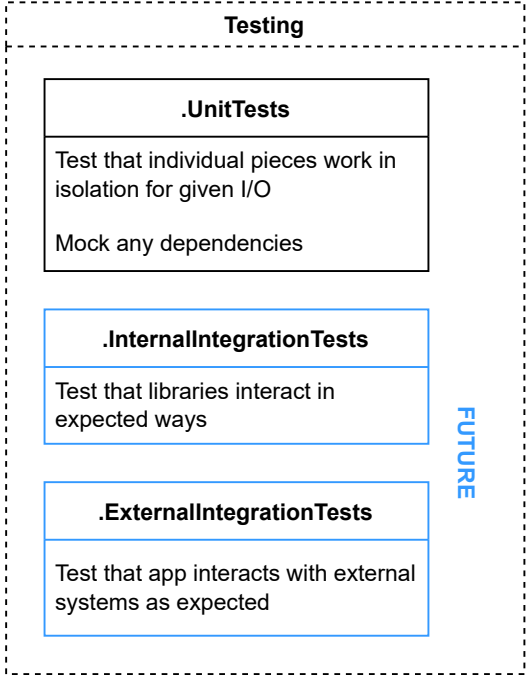 Testing
.UnitTests
Test that individual pieces work in
isolation for given I/O
Mock any dependencies
.InternalIntegrationTests
Test that libraries interact in
expected ways
FUTURE
.ExternalIntegrationTests
Test that app interacts with external
systems as expected